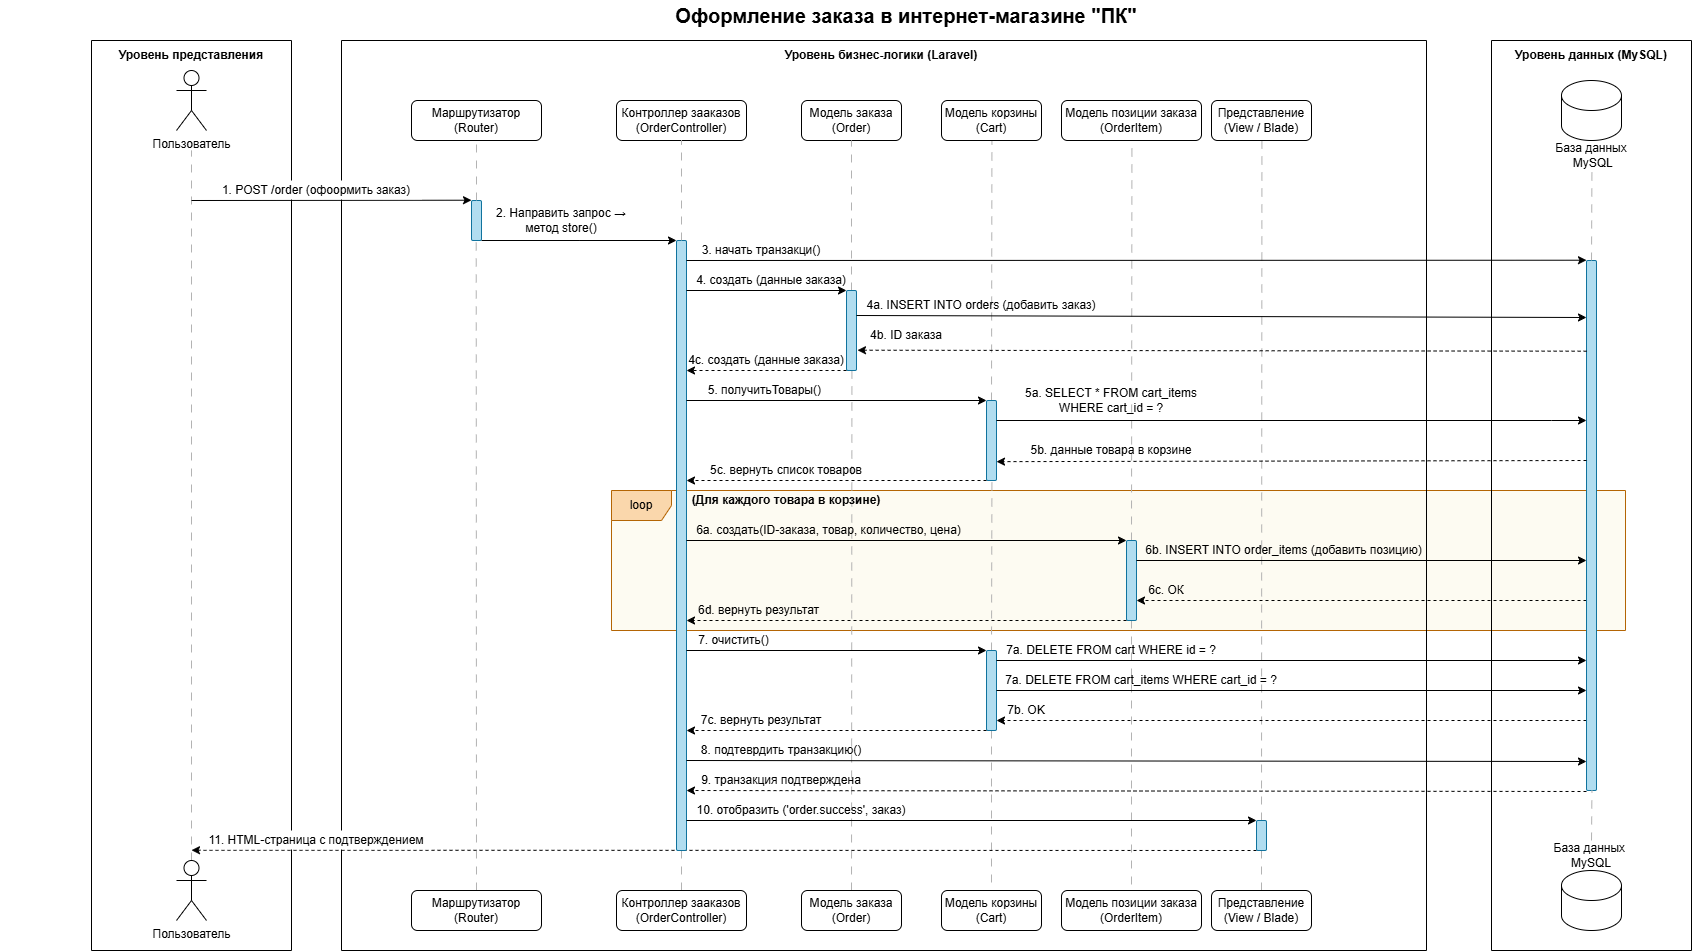 Оформление заказа в интернет-магазине "ПК"
Уровень представления
Уровень бизнес-логики (Laravel)
Уровень данных (MySQL)
Пользователь
Маршрутизатор
(Router)
Контроллер зааказов
(OrderController)
Модель заказа
(Order)
Модель корзины
(Cart)
Модель позиции заказа
(OrderItem)
Представление
(View / Blade)
База данных
MySQL
1. POST /order (офоормить заказ)
2. Направить запрос →
метод store()
3. начать транзакци()
4. создать (данные заказа)
4a. INSERT INTO orders (добавить заказ)
4b. ID заказа
4c. создать (данные заказа)
5. получитьТовары()
5a. SELECT * FROM cart_items
WHERE cart_id = ?
5b. данные товара в корзине
5c. вернуть список товаров
loop
(Для каждого товара в корзине)
6a. создать(ID-заказа, товар, количество, цена)
6b. INSERT INTO order_items (добавить позицию)
6c. ОК
6d. вернуть результат
7. очистить()
7a. DELETE FROM cart WHERE id = ?
7a. DELETE FROM cart_items WHERE cart_id = ?
7b. OK
7c. вернуть результат
8. подтеврдить транзакцию()
9. транзакция подтверждена
10. отобразить ('order.success', заказ)
11. HTML-страница с подтверждением
Пользователь
Маршрутизатор
(Router)
Контроллер зааказов
(OrderController)
Модель заказа
(Order)
Модель корзины
(Cart)
Модель позиции заказа
(OrderItem)
Представление
(View / Blade)
База данных
MySQL